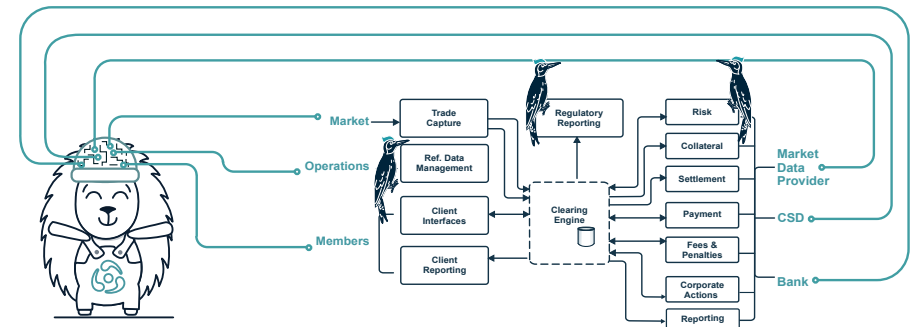 Market
Operations
Members
Trade
Capture
Ref. Data
Management
Client
Interfaces
Client
Reporting
Regulatory
Reporting
Clearing
Engine
Risk
Collateral
Settlement
Payment
Fees &
Penalties
Corporate
Actions
Reporting
Market
Data
Provider
CSD
Bank